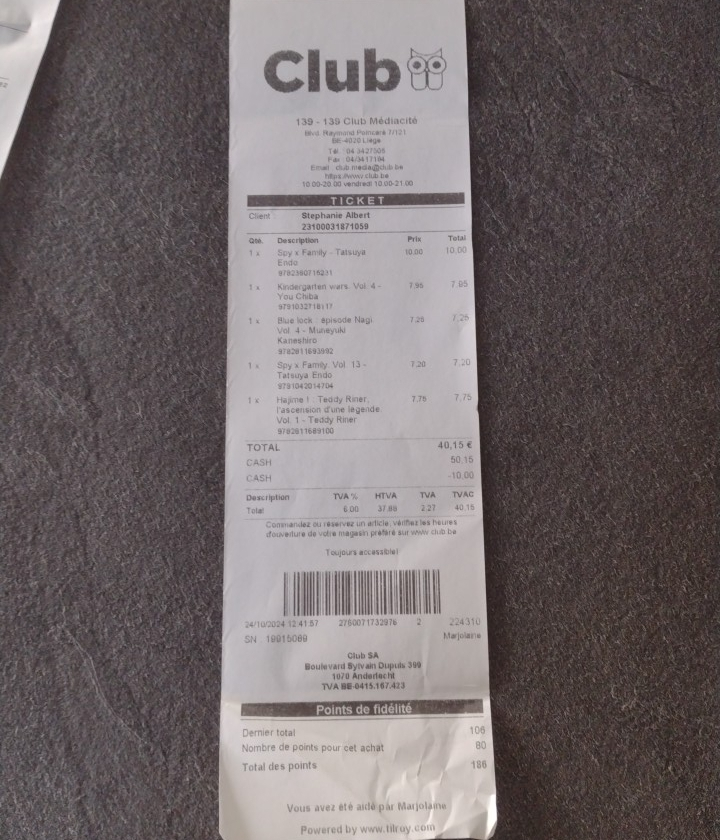 Club
139 - 139 Club Médiacité
Blvd. Raymond Poincaré 7/121
BE-4020 Liège
Tél. : 04 3427505
Fax : 04/3417194
Email : club.media@club.be
https://www.club.be
10.00-20.00 vendredi 10.00-21.00
TICKET
Client : Stephanie Albert
23100031871059
Qté. Description Prix Total
1 x Spy x Family - Tatsuya 10.00 10.00
Endo
1 x Kindergarten wars. Vol. 4 - 7.95 7.95
You Chiba
9791032718117
1 x Blue lock : épisode Nagi. 7.25 7.25
Vol. 4 - Muneyuki
Kaneshiro
9782811693992
1 x Spy x Family. Vol. 13 - 7.20 7.20
Tatsuya Endo
9791042014704
1 x Hajime ! : Teddy Riner, 7.75 7.75
l'ascension d'une légende.
Vol. 1 - Teddy Riner
9782811689100
TOTAL 40,15 €
CASH 50,15
CASH -10,00
Description TVA % HTVA TVA TVAC
Total 6.00 37.88 2.27 40,15
Commandez ou réservez un article, vérifiez les heures
d'ouverture de votre magasin préféré sur www.club.be
Toujours accessible!
24/10/2024 12:41:57 2750071732976 2 224310
SN : 19915089 Marjolaine
Club SA
Boulevard Sylvain Dupuis 399
1070 Anderlecht
TVA BE-0415.167.423
Points de fidélité
Dernier total 106
Nombre de points pour cet achat 80
Total des points 186
Vous avez été aidé par Marjolaine
Powered by www.tilroy.com